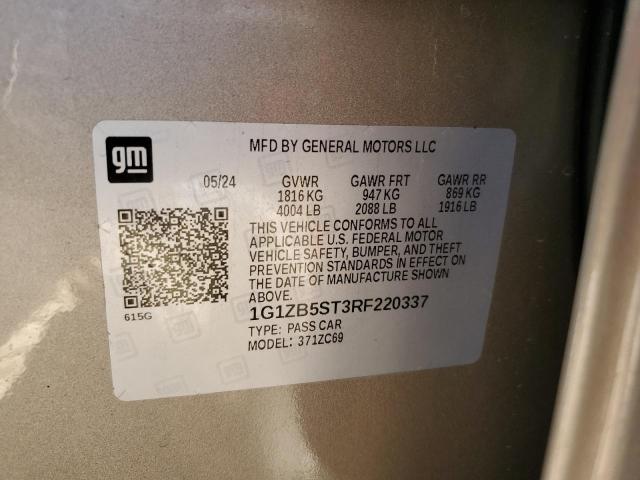 gm
MFD BY GENERAL MOTORS LLC
05/24 GVWR GAWR FRT GAWR RR
1816 KG 947 KG 869 KG
4004 LB 2088 LB 1916 LB
THIS VEHICLE CONFORMS TO ALL
APPLICABLE U.S. FEDERAL MOTOR
VEHICLE SAFETY, BUMPER, AND THEFT
PREVENTION STANDARDS IN EFFECT ON
THE DATE OF MANUFACTURE SHOWN
ABOVE.
615G
1G1ZB5ST3RF220337
TYPE: PASS CAR
MODEL: 371ZC69